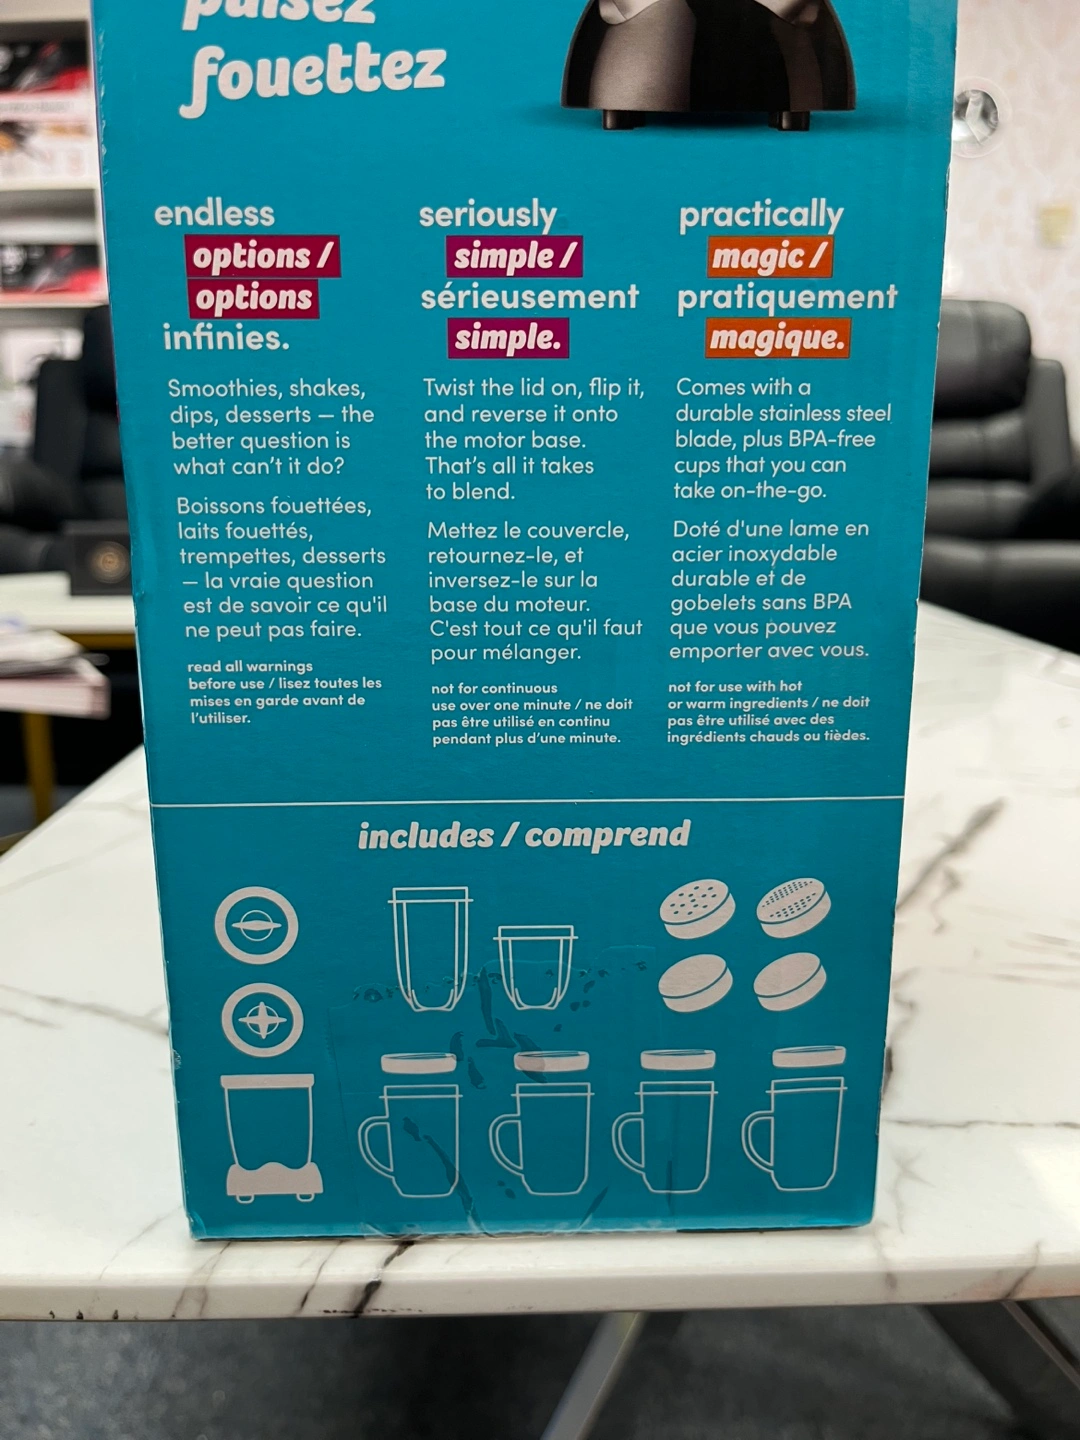 pulsez
fouettez
endless
options /
options
infinies.
Smoothies, shakes,
dips, desserts — the
better question is
what can't it do?
Boissons fouettées,
laits fouettés,
trempettes, desserts
— la vraie question
est de savoir ce qu'il
ne peut pas faire.
read all warnings
before use / lisez toutes les
mises en garde avant de
l'utiliser.
seriously
simple /
sérieusement
simple.
Twist the lid on, flip it,
and reverse it onto
the motor base.
That's all it takes
to blend.
Mettez le couvercle,
retournez-le, et
inversez-le sur la
base du moteur.
C'est tout ce qu'il faut
pour mélanger.
not for continuous
use over one minute / ne doit
pas être utilisé en continu
pendant plus d'une minute.
practically
magic /
pratiquement
magique.
Comes with a
durable stainless steel
blade, plus BPA-free
cups that you can
take on-the-go.
Doté d'une lame en
acier inoxydable
durable et de
gobelets sans BPA
que vous pouvez
emporter avec vous.
not for use with hot
or warm ingredients / ne doit
pas être utilisé avec des
ingrédients chauds ou tièdes.
includes / comprend